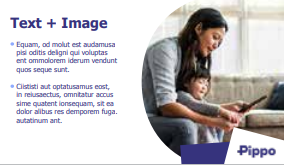 Text + Image
• Equam, od molut est audamusa
pisi oditis deligni qui voluptas
ent ommolorem iderum vendunt
quos seque sunt.
• Clististi aut optatusamus eost,
in reiusaectus, omnitatur accus
sime quatent ionsequam, sit ea
dolor alibus res demporem fuga.
autatinum ant.
Pippo